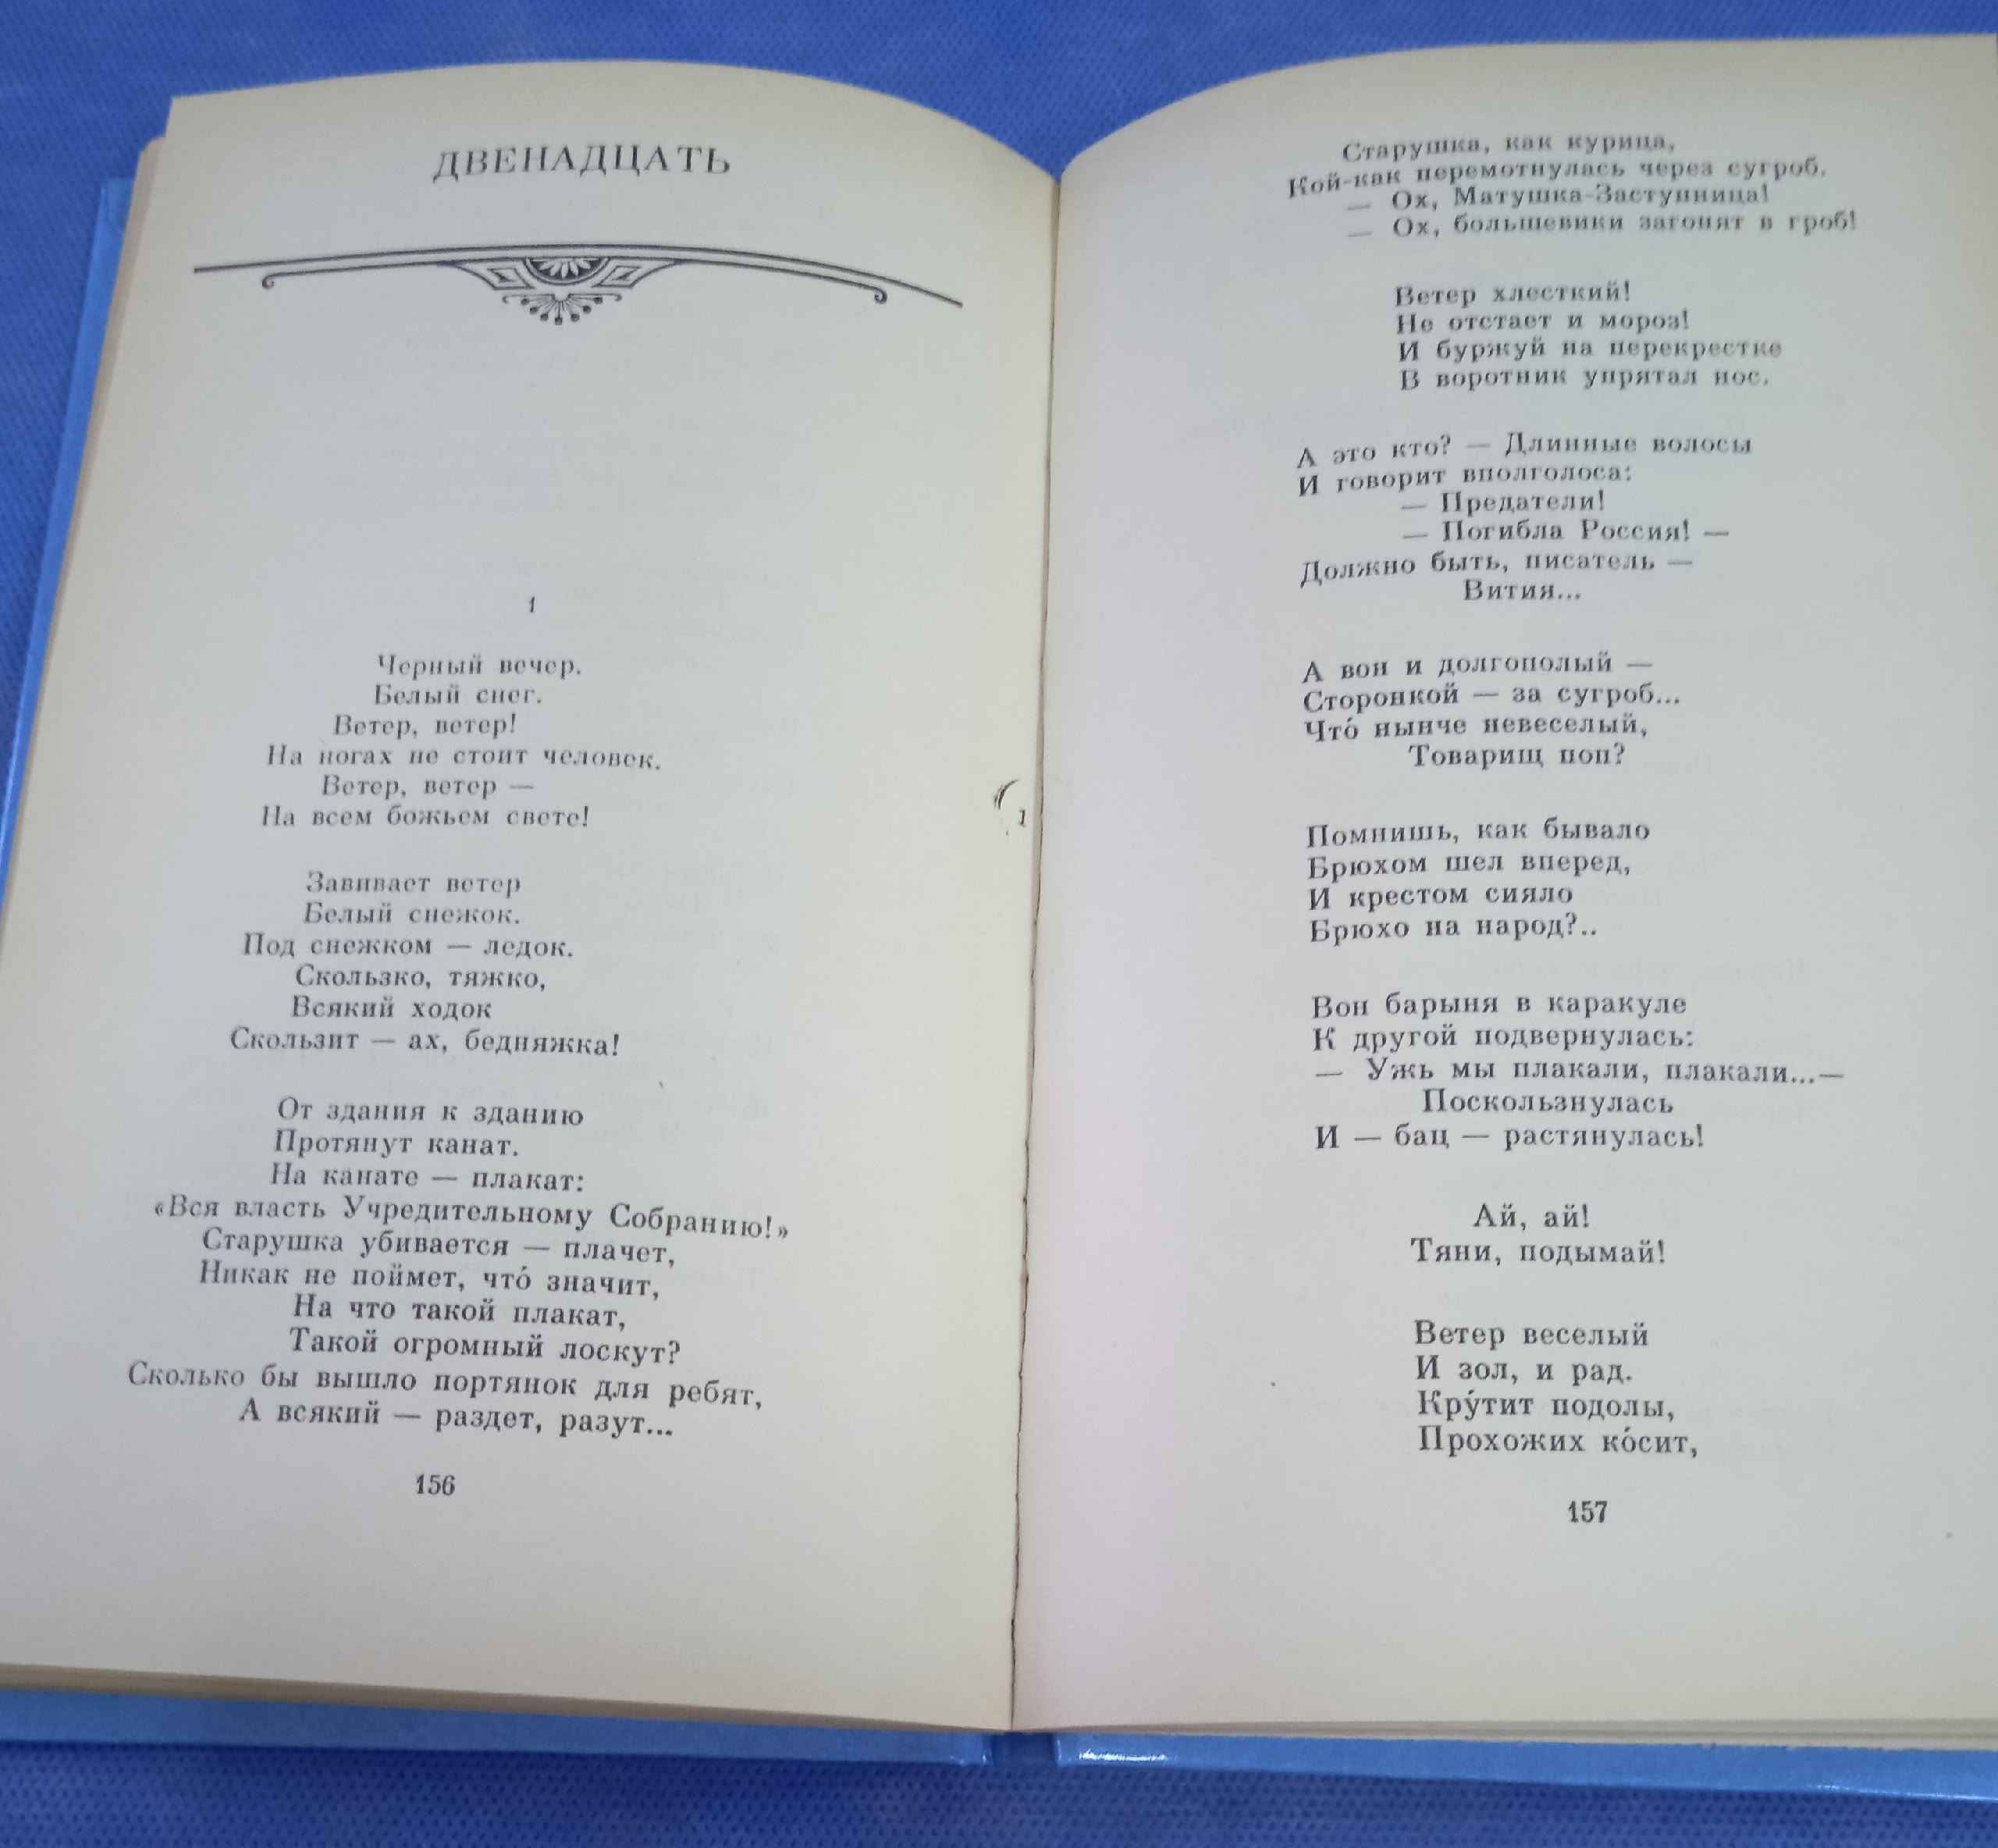 ДВЕНАДЦАТЬ
1
Черный вечер.
Белый снег.
Ветер, ветер!
На ногах не стоит человек.
Ветер, ветер —
На всем божьем свете!
Завивает ветер
Белый снежок.
Под снежком — ледок.
Скользко, тяжко,
Всякий ходок
Скользит — ах, бедняжка!
От здания к зданию
Протянут канат.
На канате — плакат:
«Вся власть Учредительному Собранию!»
Старушка убивается — плачет,
Никак не поймет, что́ значит,
На что такой плакат,
Такой огромный лоскут?
Сколько бы вышло портянок для ребят,
А всякий — раздет, разут...
156
Старушка, как курица,
Кой-как перемотнулась через сугроб.
— Ох, Матушка-Заступница!
— Ох, большевики загонят в гроб!
Ветер хлесткий!
Не отстает и мороз!
И буржуй на перекрестке
В воротник упрятал нос.
А это кто? — Длинные волосы
И говорит вполголоса:
— Предатели!
— Погибла Россия! —
Должно быть, писатель —
Вития...
А вон и долгополый —
Сторонкой — за сугроб...
Что́ нынче невеселый,
Товарищ поп?
Помнишь, как бывало
Брюхом шел вперед,
И крестом сияло
Брюхо на народ?..
Вон барыня в каракуле
К другой подвернулась:
— Ужь мы плакали, плакали...—
Поскользнулась
И — бац — растянулась!
Ай, ай!
Тяни, подымай!
Ветер веселый
И зол, и рад.
Кру́тит подолы,
Прохожих ко́сит,
157